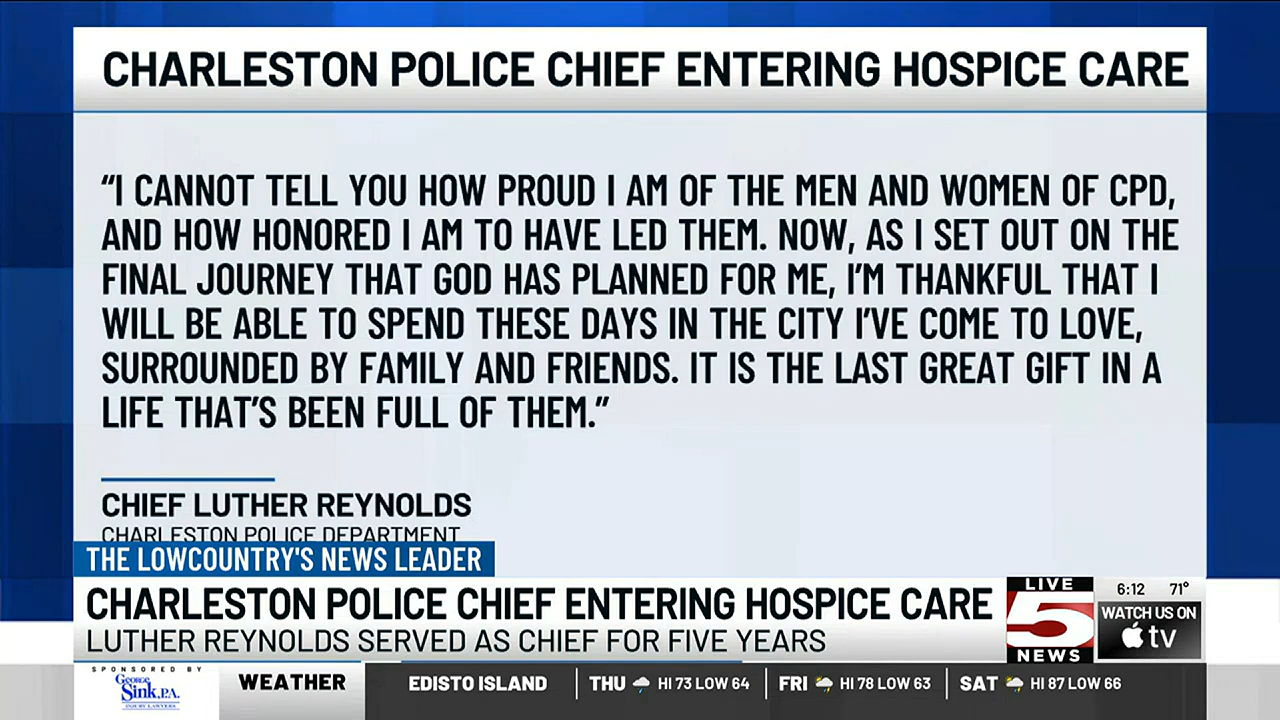 CHARLESTON POLICE CHIEF ENTERING HOSPICE CARE
“I CANNOT TELL YOU HOW PROUD I AM OF THE MEN AND WOMEN OF CPD,
AND HOW HONORED I AM TO HAVE LED THEM. NOW, AS I SET OUT ON THE
FINAL JOURNEY THAT GOD HAS PLANNED FOR ME, I’M THANKFUL THAT I
WILL BE ABLE TO SPEND THESE DAYS IN THE CITY I’VE COME TO LOVE,
SURROUNDED BY FAMILY AND FRIENDS. IT IS THE LAST GREAT GIFT IN A
LIFE THAT’S BEEN FULL OF THEM.”
CHIEF LUTHER REYNOLDS
CHARLESTON POLICE DEPARTMENT
THE LOWCOUNTRY'S NEWS LEADER
CHARLESTON POLICE CHIEF ENTERING HOSPICE CARE
LUTHER REYNOLDS SERVED AS CHIEF FOR FIVE YEARS
LIVE
5
NEWS
6:12 71°
WATCH US ON
tv
SPONSORED BY
George
Sink, P.A.
INJURY LAWYERS
WEATHER
EDISTO ISLAND
THU HI 73 LOW 64
FRI HI 78 LOW 63
SAT HI 87 LOW 66